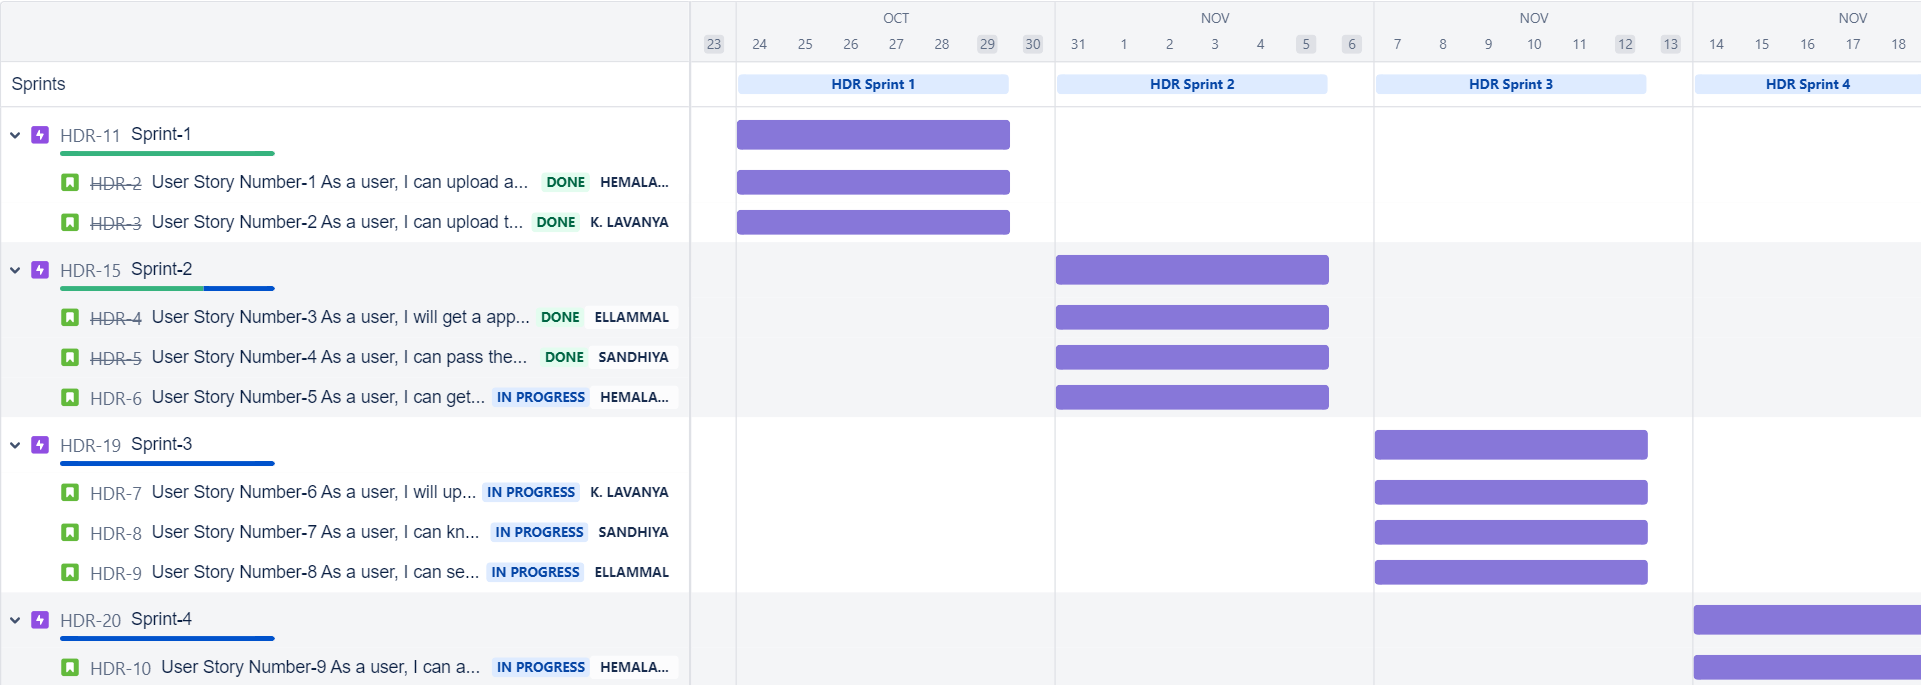 OCT NOV NOV NOV
23 24 25 26 27 28 29 30 31 1 2 3 4 5 6 7 8 9 10 11 12 13 14 15 16 17 18
Sprints HDR Sprint 1 HDR Sprint 2 HDR Sprint 3 HDR Sprint 4
HDR-11 Sprint-1
HDR-2 User Story Number-1 As a user, I can upload a... DONE HEMALA...
HDR-3 User Story Number-2 As a user, I can upload t... DONE K. LAVANYA
HDR-15 Sprint-2
HDR-4 User Story Number-3 As a user, I will get a app... DONE ELLAMMAL
HDR-5 User Story Number-4 As a user, I can pass the... DONE SANDHIYA
HDR-6 User Story Number-5 As a user, I can get... IN PROGRESS HEMALA...
HDR-19 Sprint-3
HDR-7 User Story Number-6 As a user, I will up... IN PROGRESS K. LAVANYA
HDR-8 User Story Number-7 As a user, I can kn... IN PROGRESS SANDHIYA
HDR-9 User Story Number-8 As a user, I can se... IN PROGRESS ELLAMMAL
HDR-20 Sprint-4
HDR-10 User Story Number-9 As a user, I can a... IN PROGRESS HEMALA...